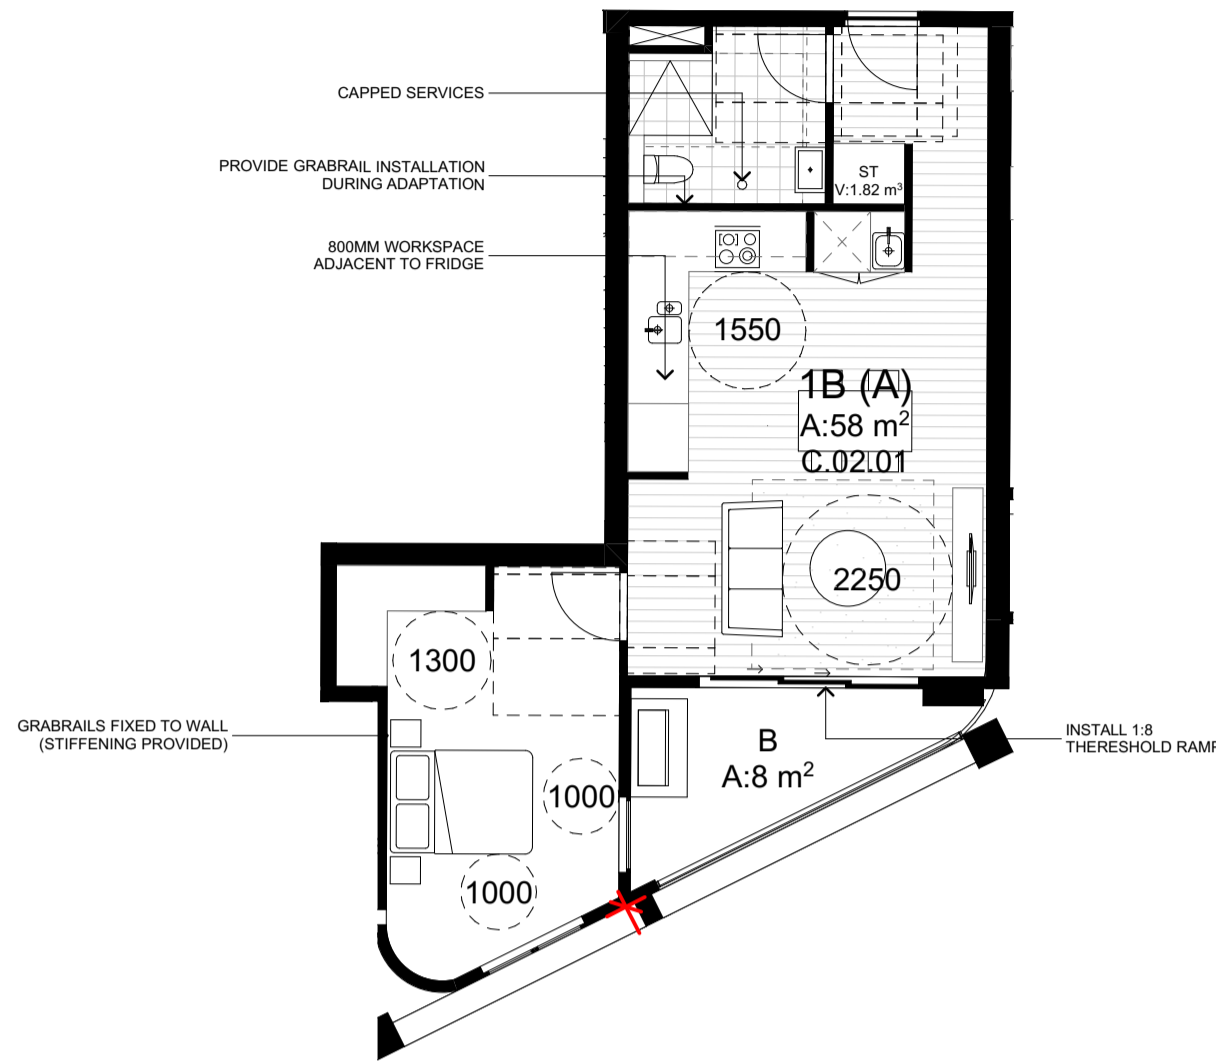 CAPPED SERVICES
PROVIDE GRABRAIL INSTALLATION
DURING ADAPTATION
ST
V:1.82 m³
800MM WORKSPACE
ADJACENT TO FRIDGE
1550
1B (A)
A:58 m²
C.02.01
2250
1300
GRABRAILS FIXED TO WALL
(STIFFENING PROVIDED)
B
A:8 m²
INSTALL 1:8
THERESHOLD RAMP
1000
1000